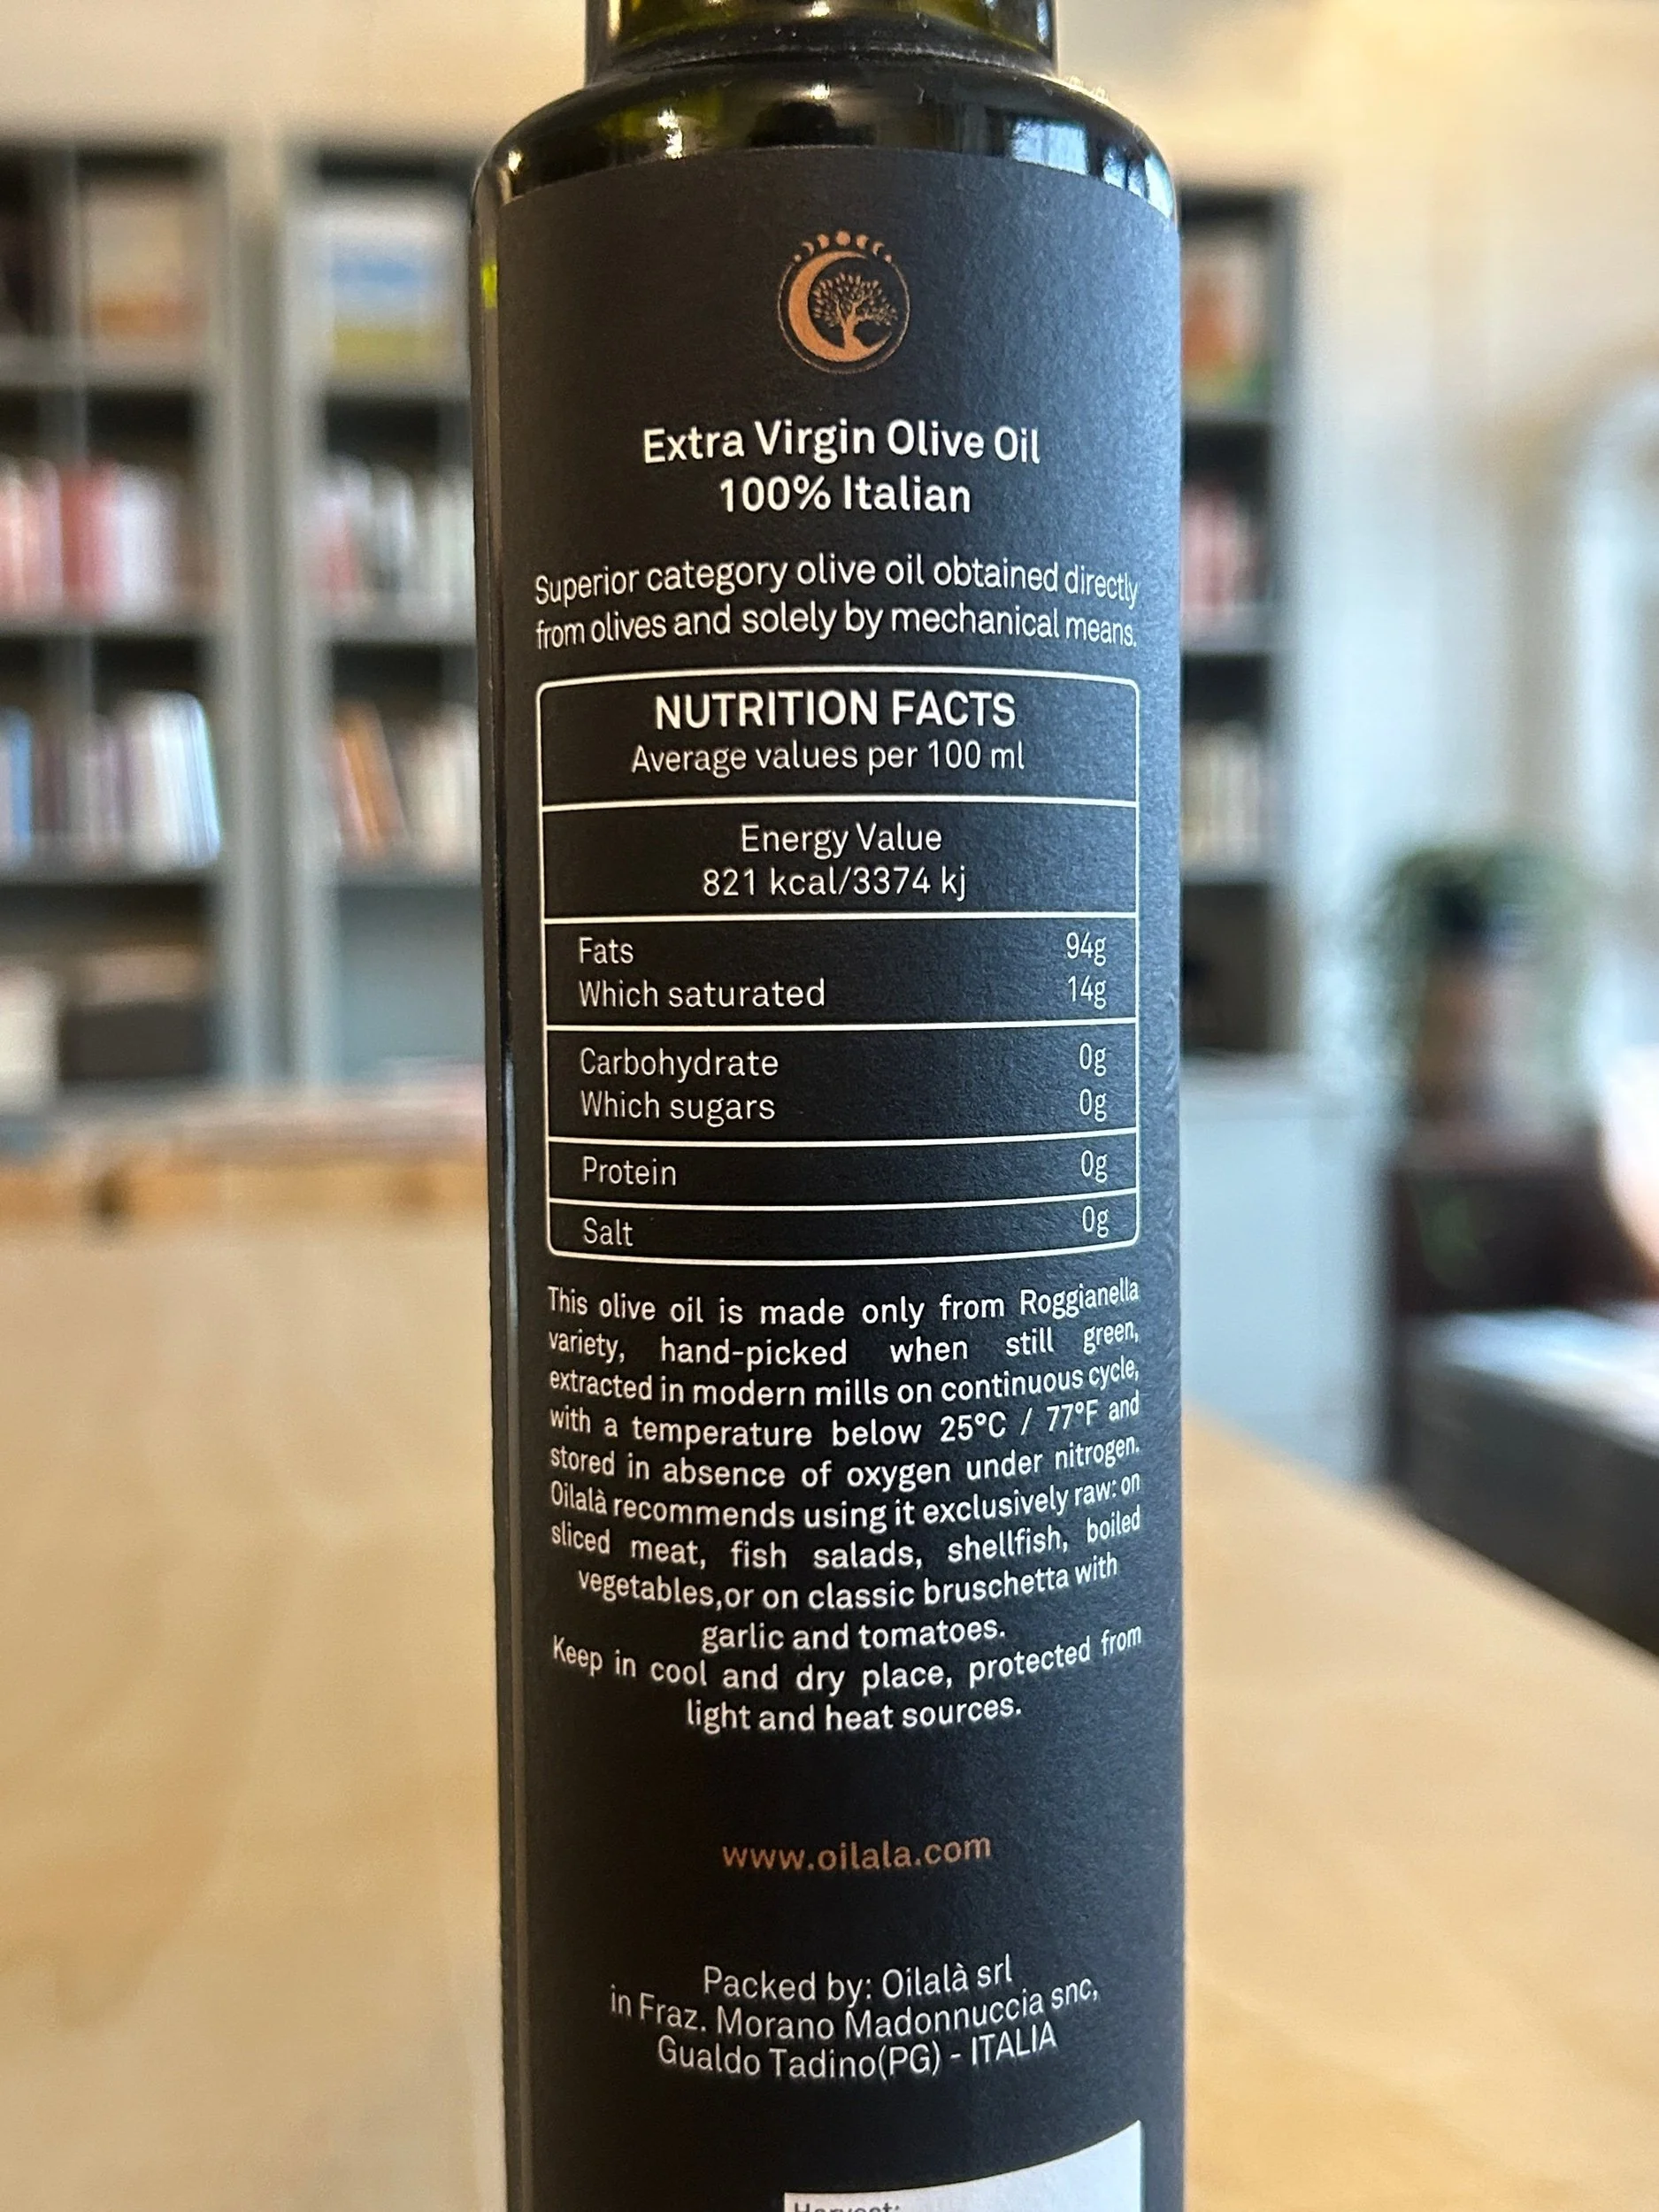 Extra Virgin Olive Oil
100% Italian
Superior category olive oil obtained directly
from olives and solely by mechanical means.
NUTRITION FACTS
Average values per 100 ml
Energy Value
821 kcal/3374 kj
Fats 94g
Which saturated 14g
Carbohydrate 0g
Which sugars 0g
Protein 0g
Salt 0g
This olive oil is made only from Roggianella
variety, hand-picked when still green,
extracted in modern mills on continuous cycle,
with a temperature below 25°C / 77°F and
stored in absence of oxygen under nitrogen.
Oilalà recommends using it exclusively raw: on
sliced meat, fish salads, shellfish, boiled
vegetables,or on classic bruschetta with
garlic and tomatoes.
Keep in cool and dry place, protected from
light and heat sources.
www.oilala.com
Packed by: Oilalà srl
in Fraz. Morano Madonnuccia snc,
Gualdo Tadino(PG) - ITALIA
Harvest: